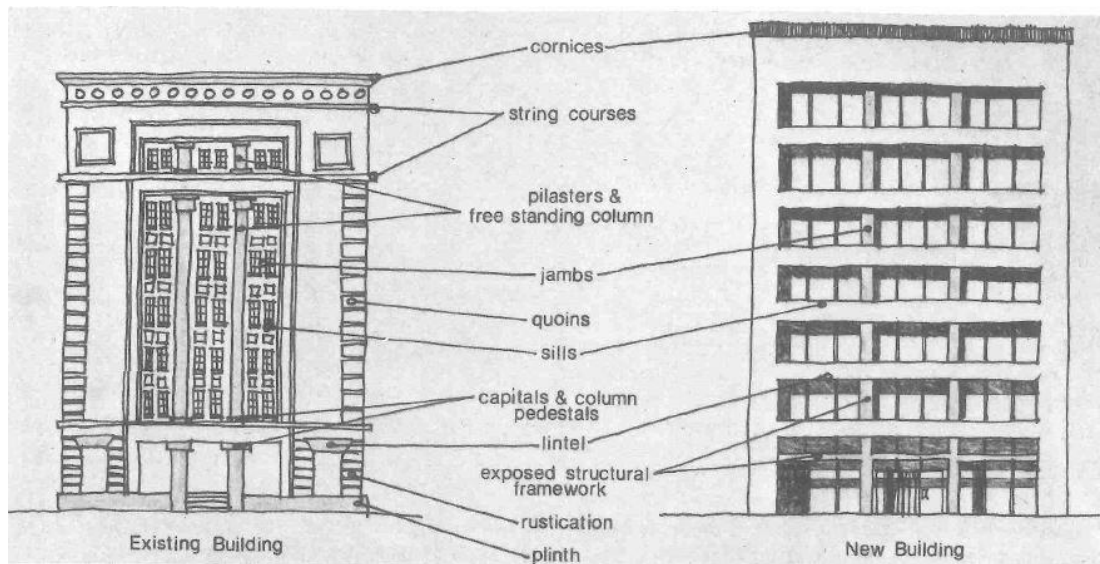 cornices
string courses
pilasters &
free standing column
jambs
quoins
sills
capitals & column
pedestals
lintel
exposed structural
framework
rustication
plinth
Existing Building
New Building